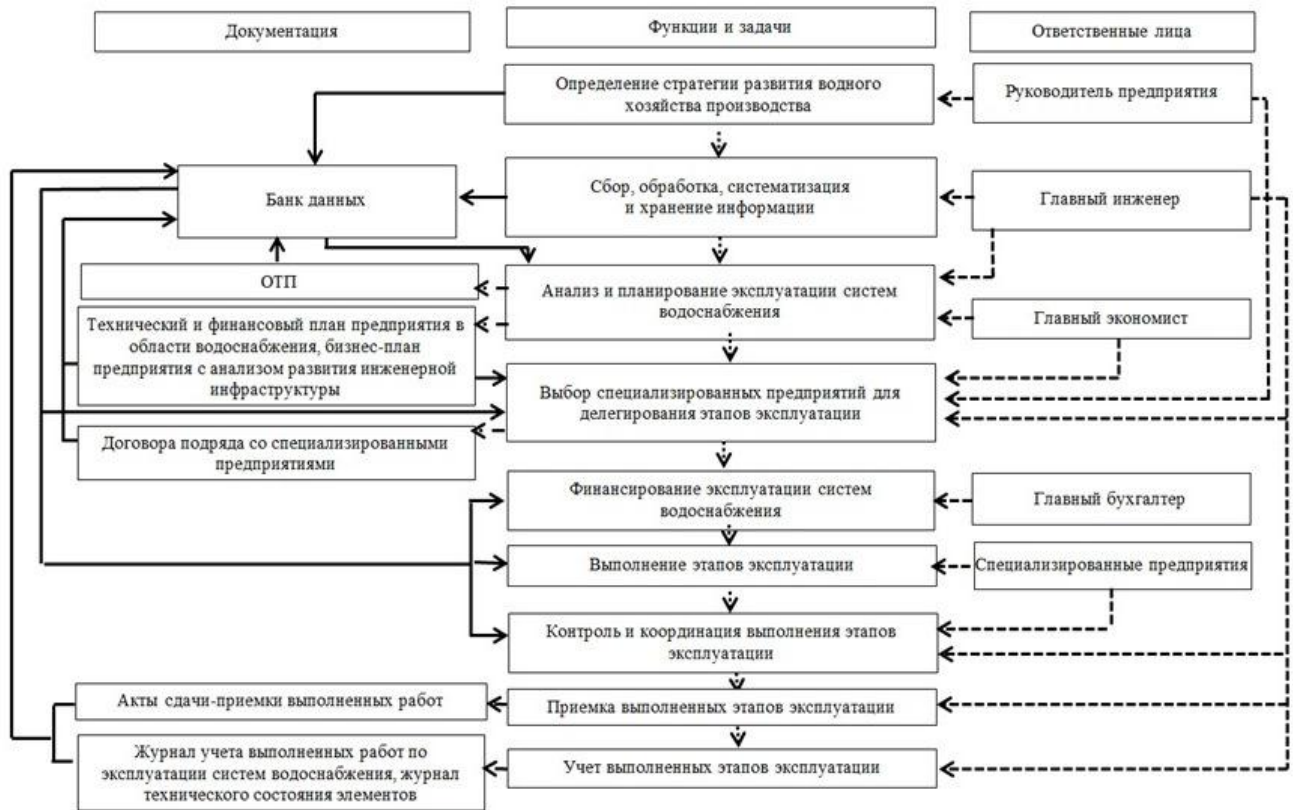 Документация
Функции и задачи
Ответственные лица
Определение стратегии развития водного
хозяйства производства
Руководитель предприятия
Банк данных
Сбор, обработка, систематизация
и хранение информации
Главный инженер
ОТП
Анализ и планирование эксплуатации систем
водоснабжения
Главный экономист
Технический и финансовый план предприятия в
области водоснабжения, бизнес-план
предприятия с анализом развития инженерной
инфраструктуры
Выбор специализированных предприятий для
делегирования этапов эксплуатации
Договора подряда со специализированными
предприятиями
Финансирование эксплуатации систем
водоснабжения
Главный бухгалтер
Выполнение этапов эксплуатации
Специализированные предприятия
Контроль и координация выполнения этапов
эксплуатации
Акты сдачи-приемки выполненных работ
Приемка выполненных этапов эксплуатации
Журнал учета выполненных работ по
эксплуатации систем водоснабжения, журнал
технического состояния элементов
Учет выполненных этапов эксплуатации